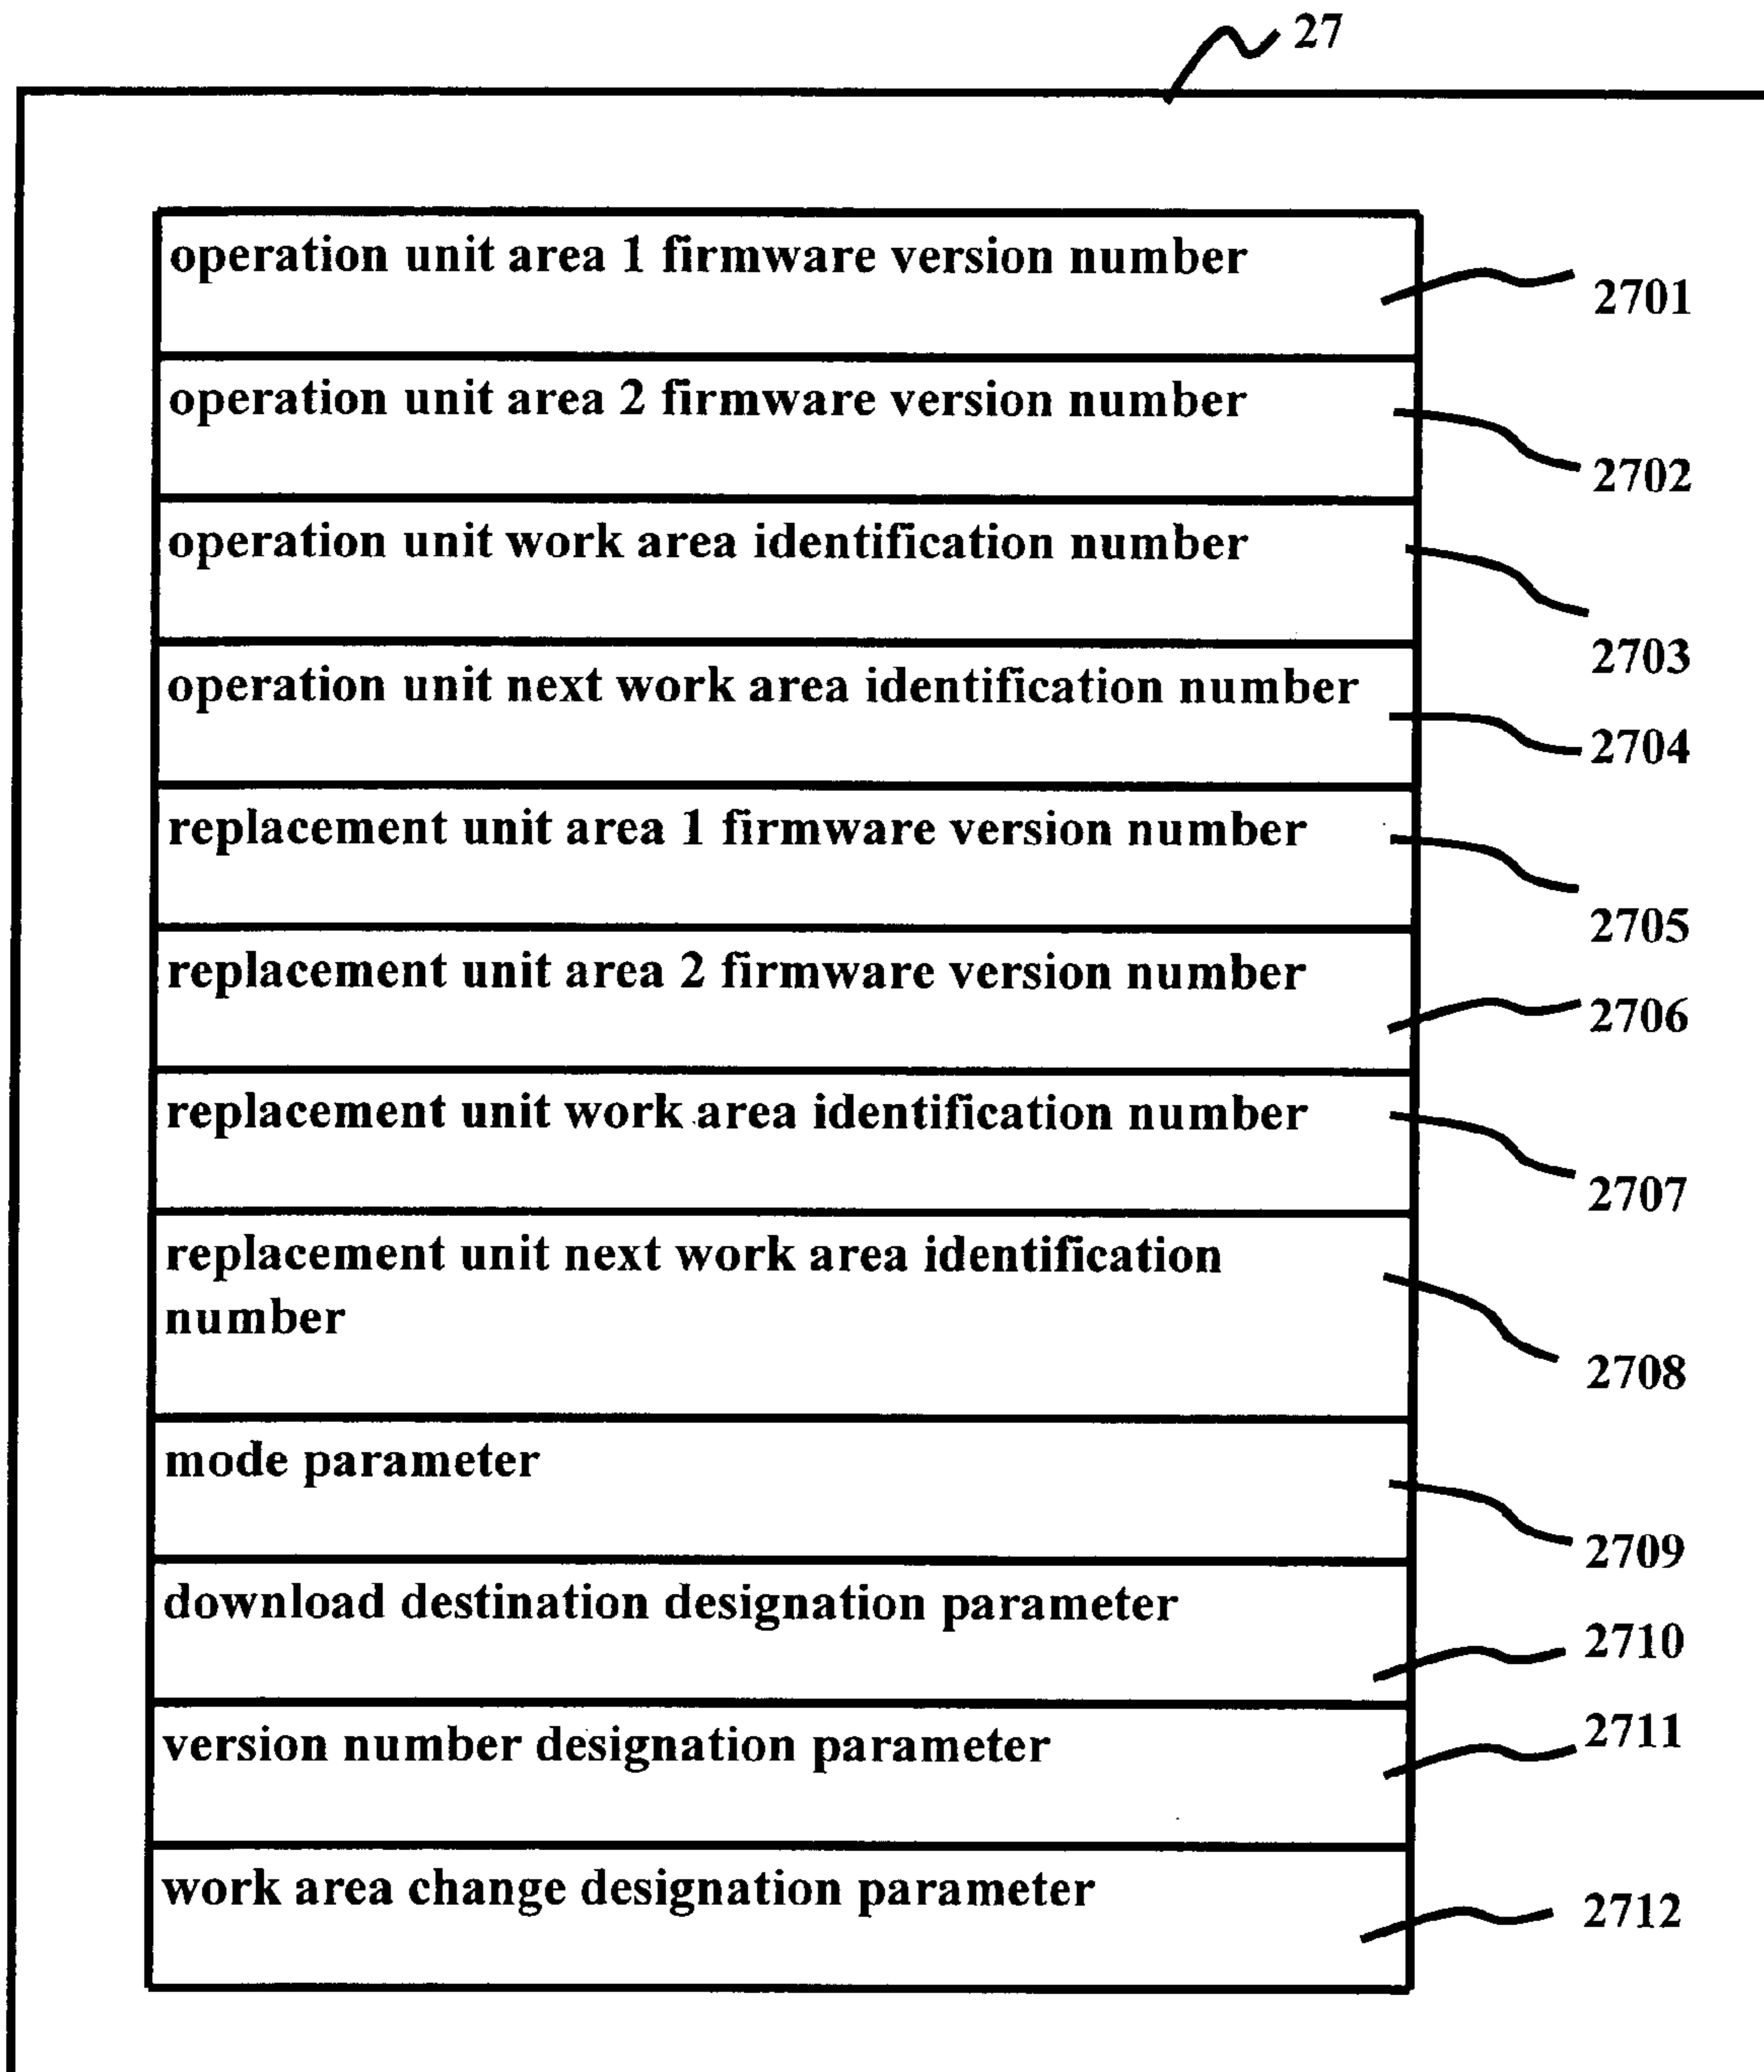 27
operation unit area 1 firmware version number
2701
operation unit area 2 firmware version number
2702
operation unit work area identification number
2703
operation unit next work area identification number
2704
replacement unit area 1 firmware version number
2705
replacement unit area 2 firmware version number
2706
replacement unit work area identification number
2707
replacement unit next work area identification
number
2708
mode parameter
2709
download destination designation parameter
2710
version number designation parameter
2711
work area change designation parameter
2712